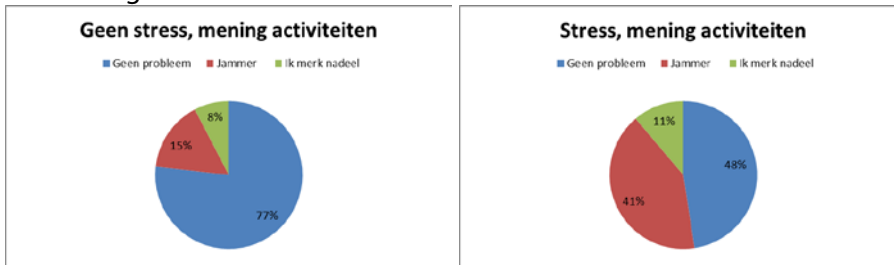 Geen stress, mening activiteiten
Geen probleem Jammer Ik merk nadeel
8%
15%
77%
Stress, mening activiteiten
Geen probleem Jammer Ik merk nadeel
11%
48%
41%